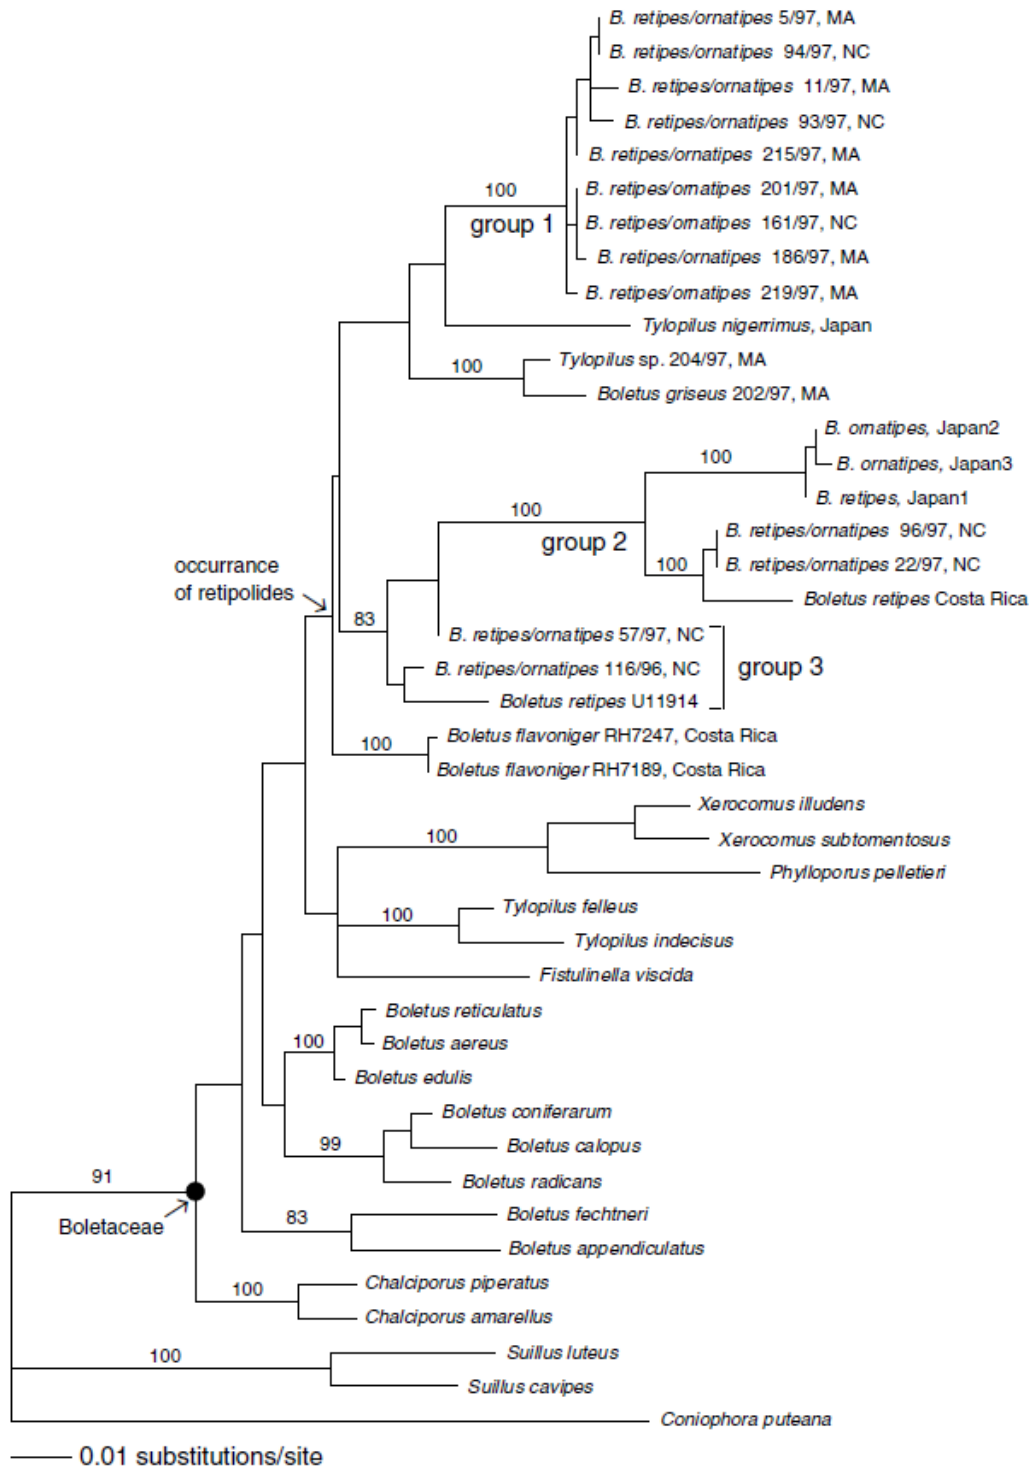 B. retipes/ornatipes 5/97, MA
B. retipes/ornatipes 94/97, NC
B. retipes/ornatipes 11/97, MA
B. retipes/ornatipes 93/97, NC
B. retipes/ornatipes 215/97, MA
100
B. retipes/ornatipes 201/97, MA
group 1
B. retipes/ornatipes 161/97, NC
B. retipes/ornatipes 186/97, MA
B. retipes/ornatipes 219/97, MA
Tylopilus nigerrimus, Japan
100
Tylopilus sp. 204/97, MA
Boletus griseus 202/97, MA
B. ornatipes, Japan2
100
B. ornatipes, Japan3
B. retipes, Japan1
100
group 2
B. retipes/ornatipes 96/97, NC
100
B. retipes/ornatipes 22/97, NC
Boletus retipes Costa Rica
occurrance
of retipolides
83
B. retipes/ornatipes 57/97, NC
B. retipes/ornatipes 116/96, NC
group 3
Boletus retipes U11914
100
Boletus flavoniger RH7247, Costa Rica
Boletus flavoniger RH7189, Costa Rica
Xerocomus illudens
100
Xerocomus subtomentosus
Phylloporus pelletieri
100
Tylopilus felleus
Tylopilus indecisus
Fistulinella viscida
Boletus reticulatus
100
Boletus aereus
Boletus edulis
Boletus coniferarum
99
Boletus calopus
Boletus radicans
91
Boletaceae
83
Boletus fechtneri
Boletus appendiculatus
100
Chalciporus piperatus
Chalciporus amarellus
100
Suillus luteus
Suillus cavipes
Coniophora puteana
0.01 substitutions/site